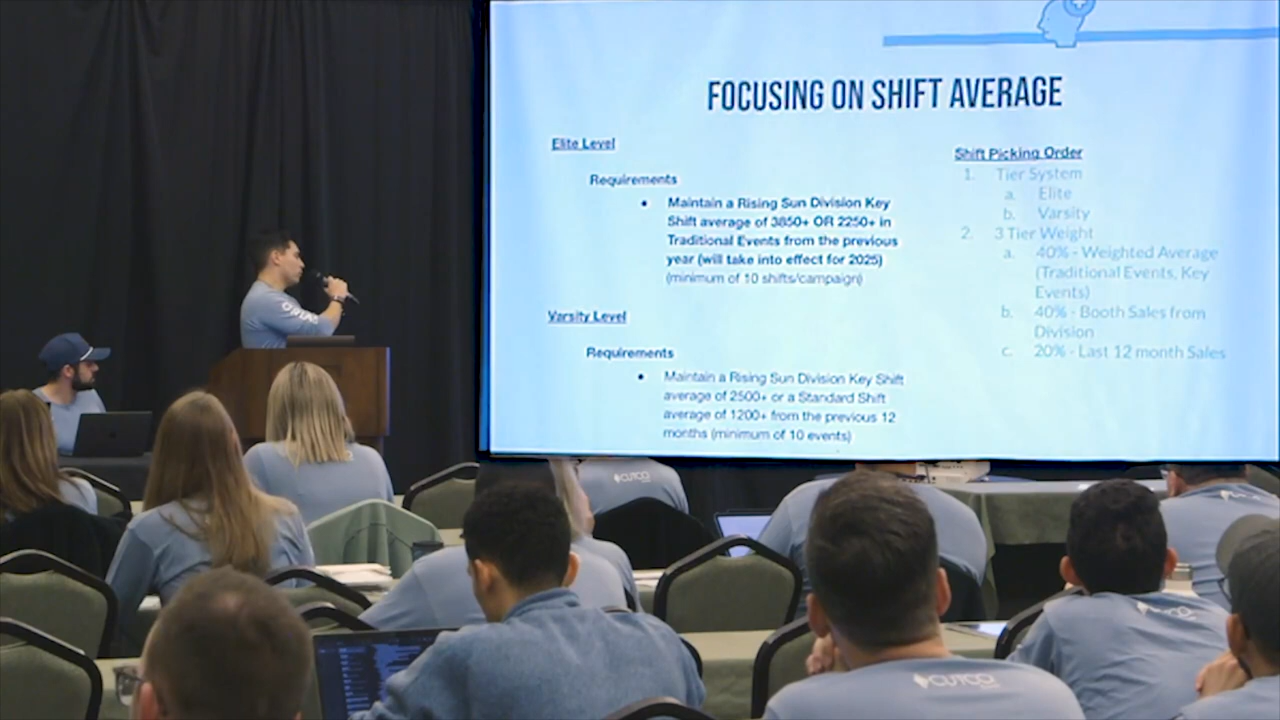 FOCUSING ON SHIFT AVERAGE
Elite Level
Requirements
• Maintain a Rising Sun Division Key
Shift average of 3850+ OR 2250+ in
Traditional Events from the previous
year (will take into effect for 2025)
(minimum of 10 shifts/campaign)
Varsity Level
Requirements
• Maintain a Rising Sun Division Key Shift
average of 2500+ or a Standard Shift
average of 1200+ from the previous 12
months (minimum of 10 events)
Shift Picking Order
1. Tier System
a. Elite
b. Varsity
2. 3 Tier Weight
a. 40% - Weighted Average
(Traditional Events, Key
Events)
b. 40% - Booth Sales from
Division
c. 20% - Last 12 month Sales
CUTCO
CUTCO